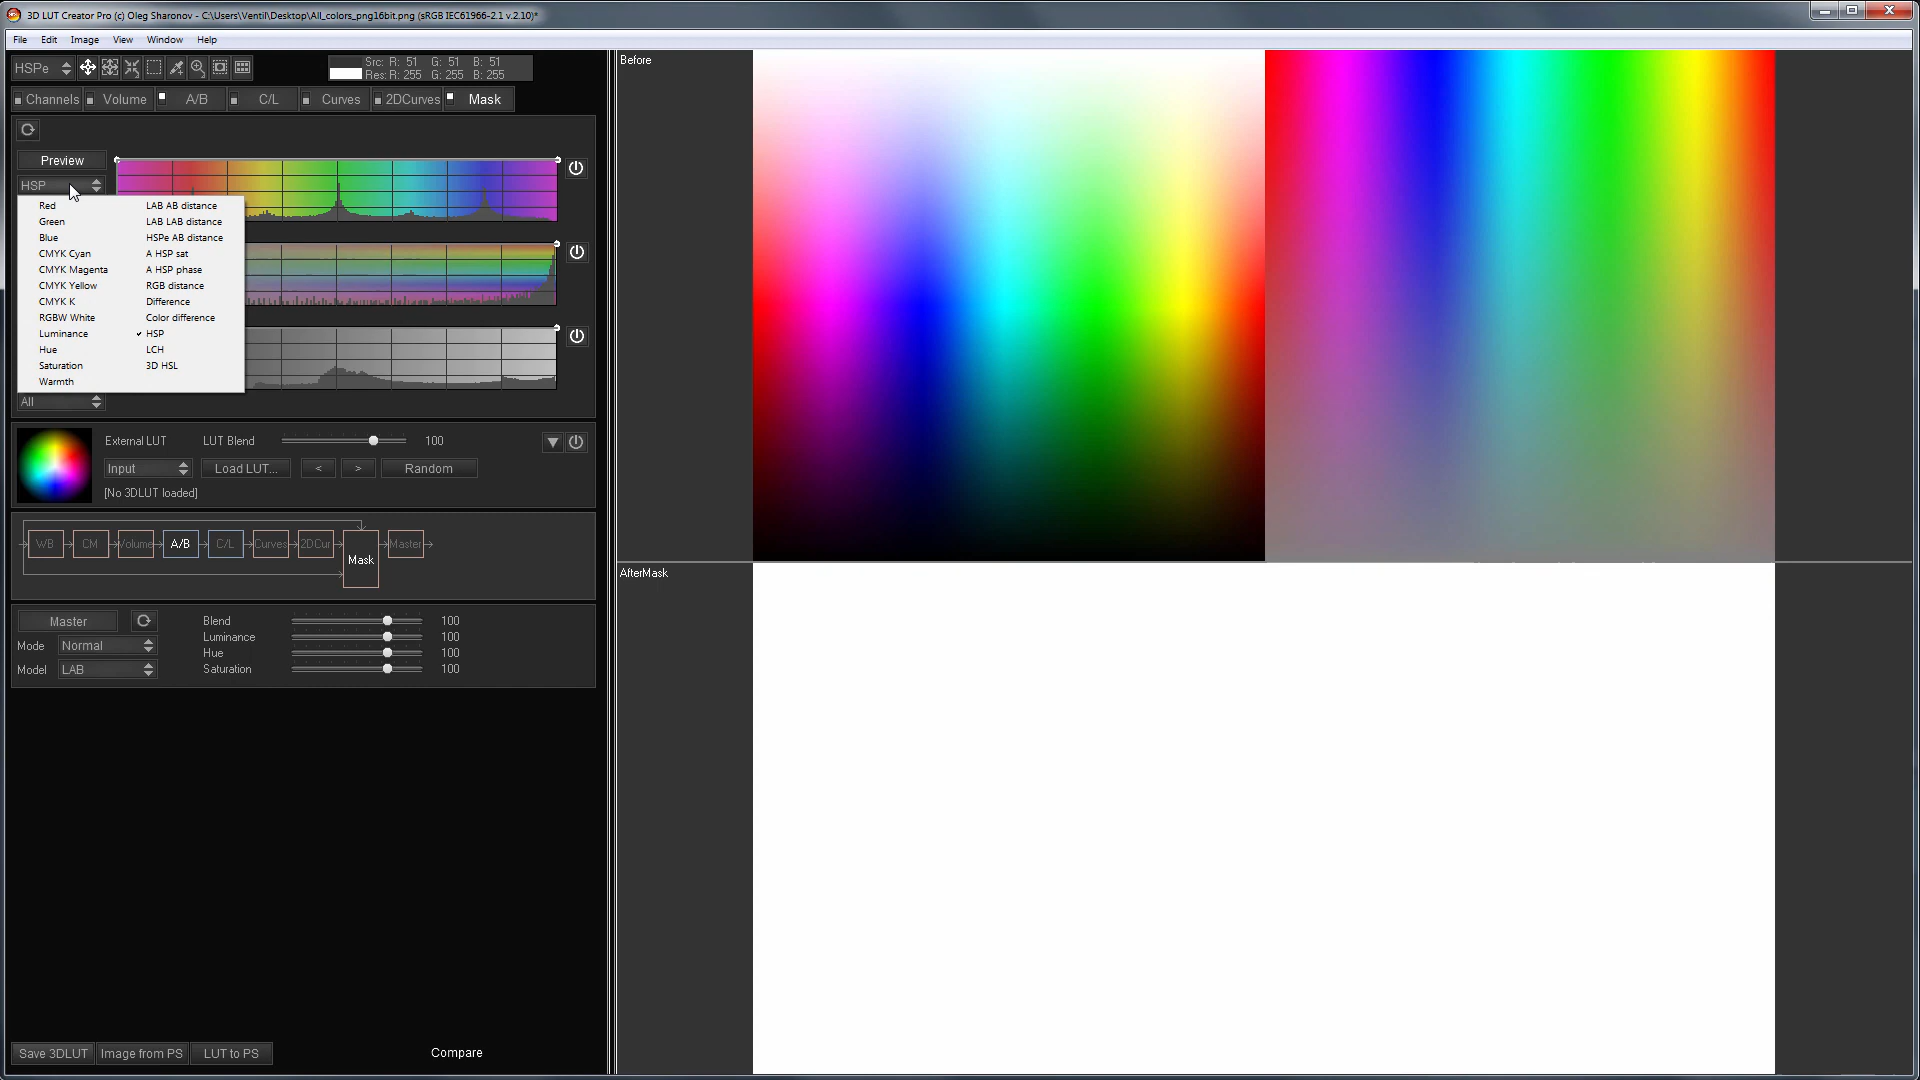 3D LUT Creator Pro (c) Oleg Sharonov - C:\Users\Ventil\Desktop\All_colors_png16bit.png (sRGB IEC61966-2.1 v.2.10)*
File Edit Image View Window Help
HSPe
Src: R: 51 G: 51 B: 51
Res: R: 255 G: 255 B: 255
Channels Volume A/B C/L Curves 2DCurves Mask
Preview
HSP
Red LAB AB distance
Green LAB LAB distance
Blue HSPe AB distance
CMYK Cyan A HSP sat
CMYK Magenta A HSP phase
CMYK Yellow RGB distance
CMYK K Difference
RGBW White Color difference
Luminance ✓ HSP
Hue LCH
Saturation 3D HSL
Warmth
All
External LUT LUT Blend 100
Input Load LUT... < > Random
[No 3DLUT loaded]
WB CM Volume A/B C/L Curves 2DCur Mask Master
Master Blend 100
Luminance 100
Mode Normal Hue 100
Model LAB Saturation 100
Save 3DLUT Image from PS LUT to PS Compare
Before
AfterMask